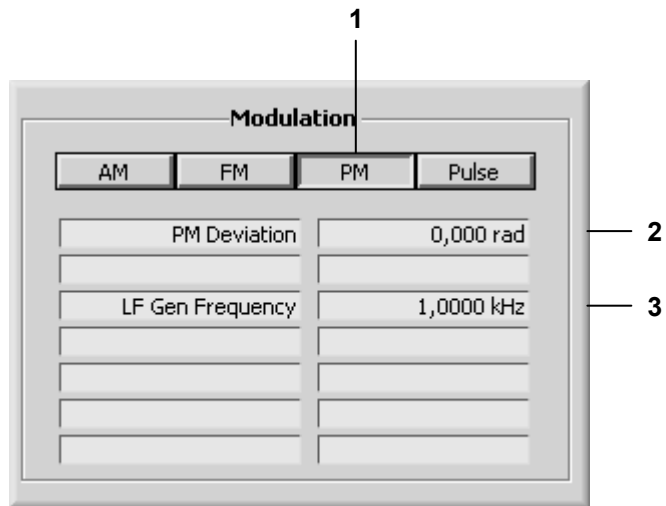 1
Modulation
AM FM PM Pulse
PM Deviation 0,000 rad 2
LF Gen Frequency 1,0000 kHz 3